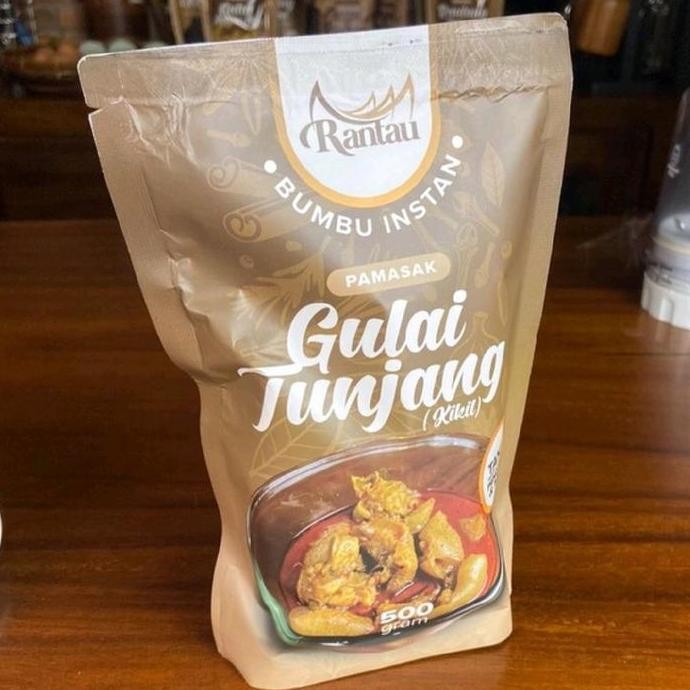 Rantau
BUMBU INSTAN
PAMASAK
Gulai
Tunjang
(Kikil)
500
gram